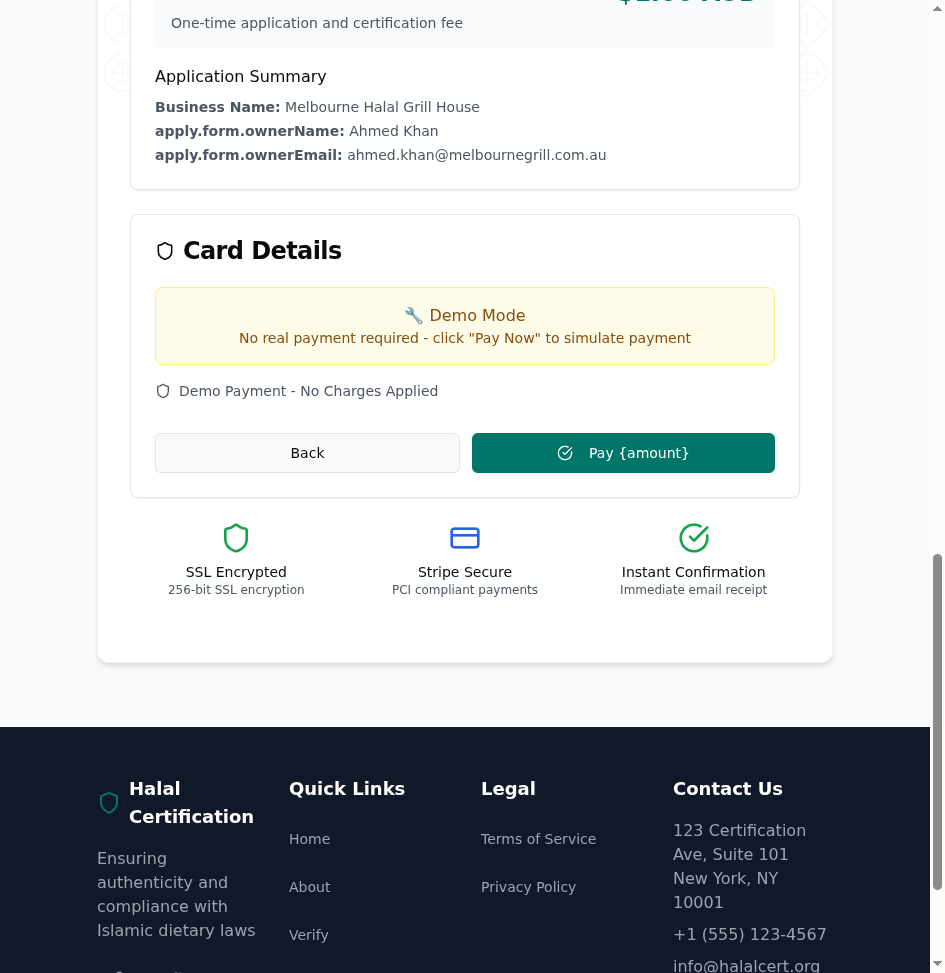 One-time application and certification fee
Application Summary
Business Name: Melbourne Halal Grill House
apply.form.ownerName: Ahmed Khan
apply.form.ownerEmail: ahmed.khan@melbournegrill.com.au
Card Details
🔧 Demo Mode
No real payment required - click "Pay Now" to simulate payment
Demo Payment - No Charges Applied
Back
Pay {amount}
SSL Encrypted
256-bit SSL encryption
Stripe Secure
PCI compliant payments
Instant Confirmation
Immediate email receipt
Halal
Certification
Ensuring
authenticity and
compliance with
Islamic dietary laws
Quick Links
Home
About
Verify
Legal
Terms of Service
Privacy Policy
Contact Us
123 Certification
Ave, Suite 101
New York, NY
10001
+1 (555) 123-4567
info@halalcert.org